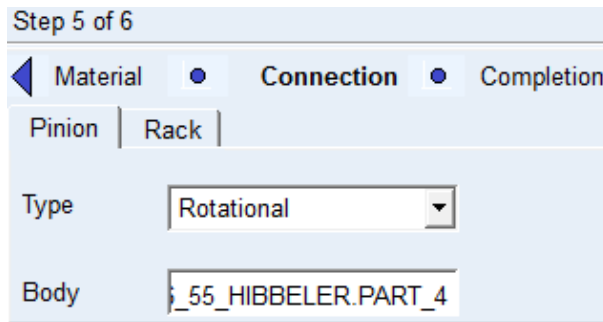 Step 5 of 6
Material Connection Completion
Pinion Rack
Type Rotational
Body _55_HIBBELER.PART_4